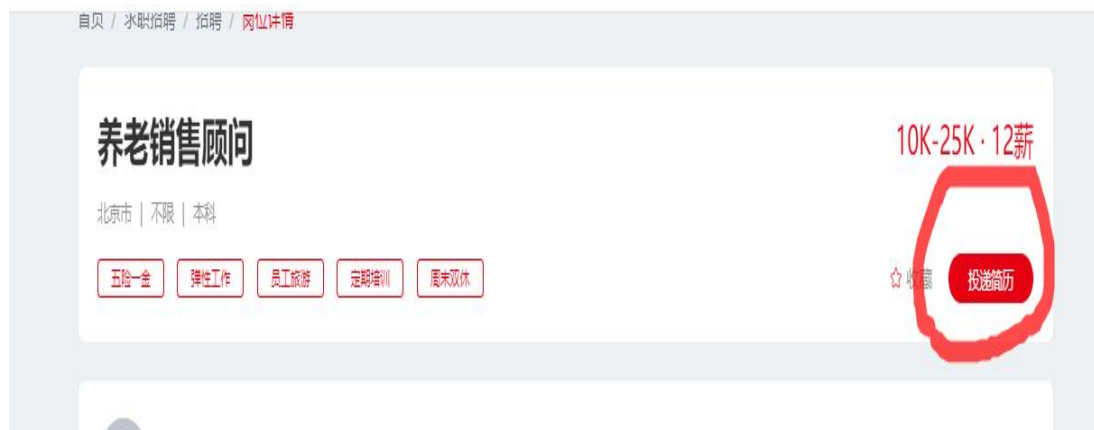 首页 / 求职招聘 / 招聘 / 岗位详情
养老销售顾问
10K-25K · 12薪
北京市 | 不限 | 本科
五险一金 弹性工作 员工旅游 定期培训 周末双休
收藏 投递简历